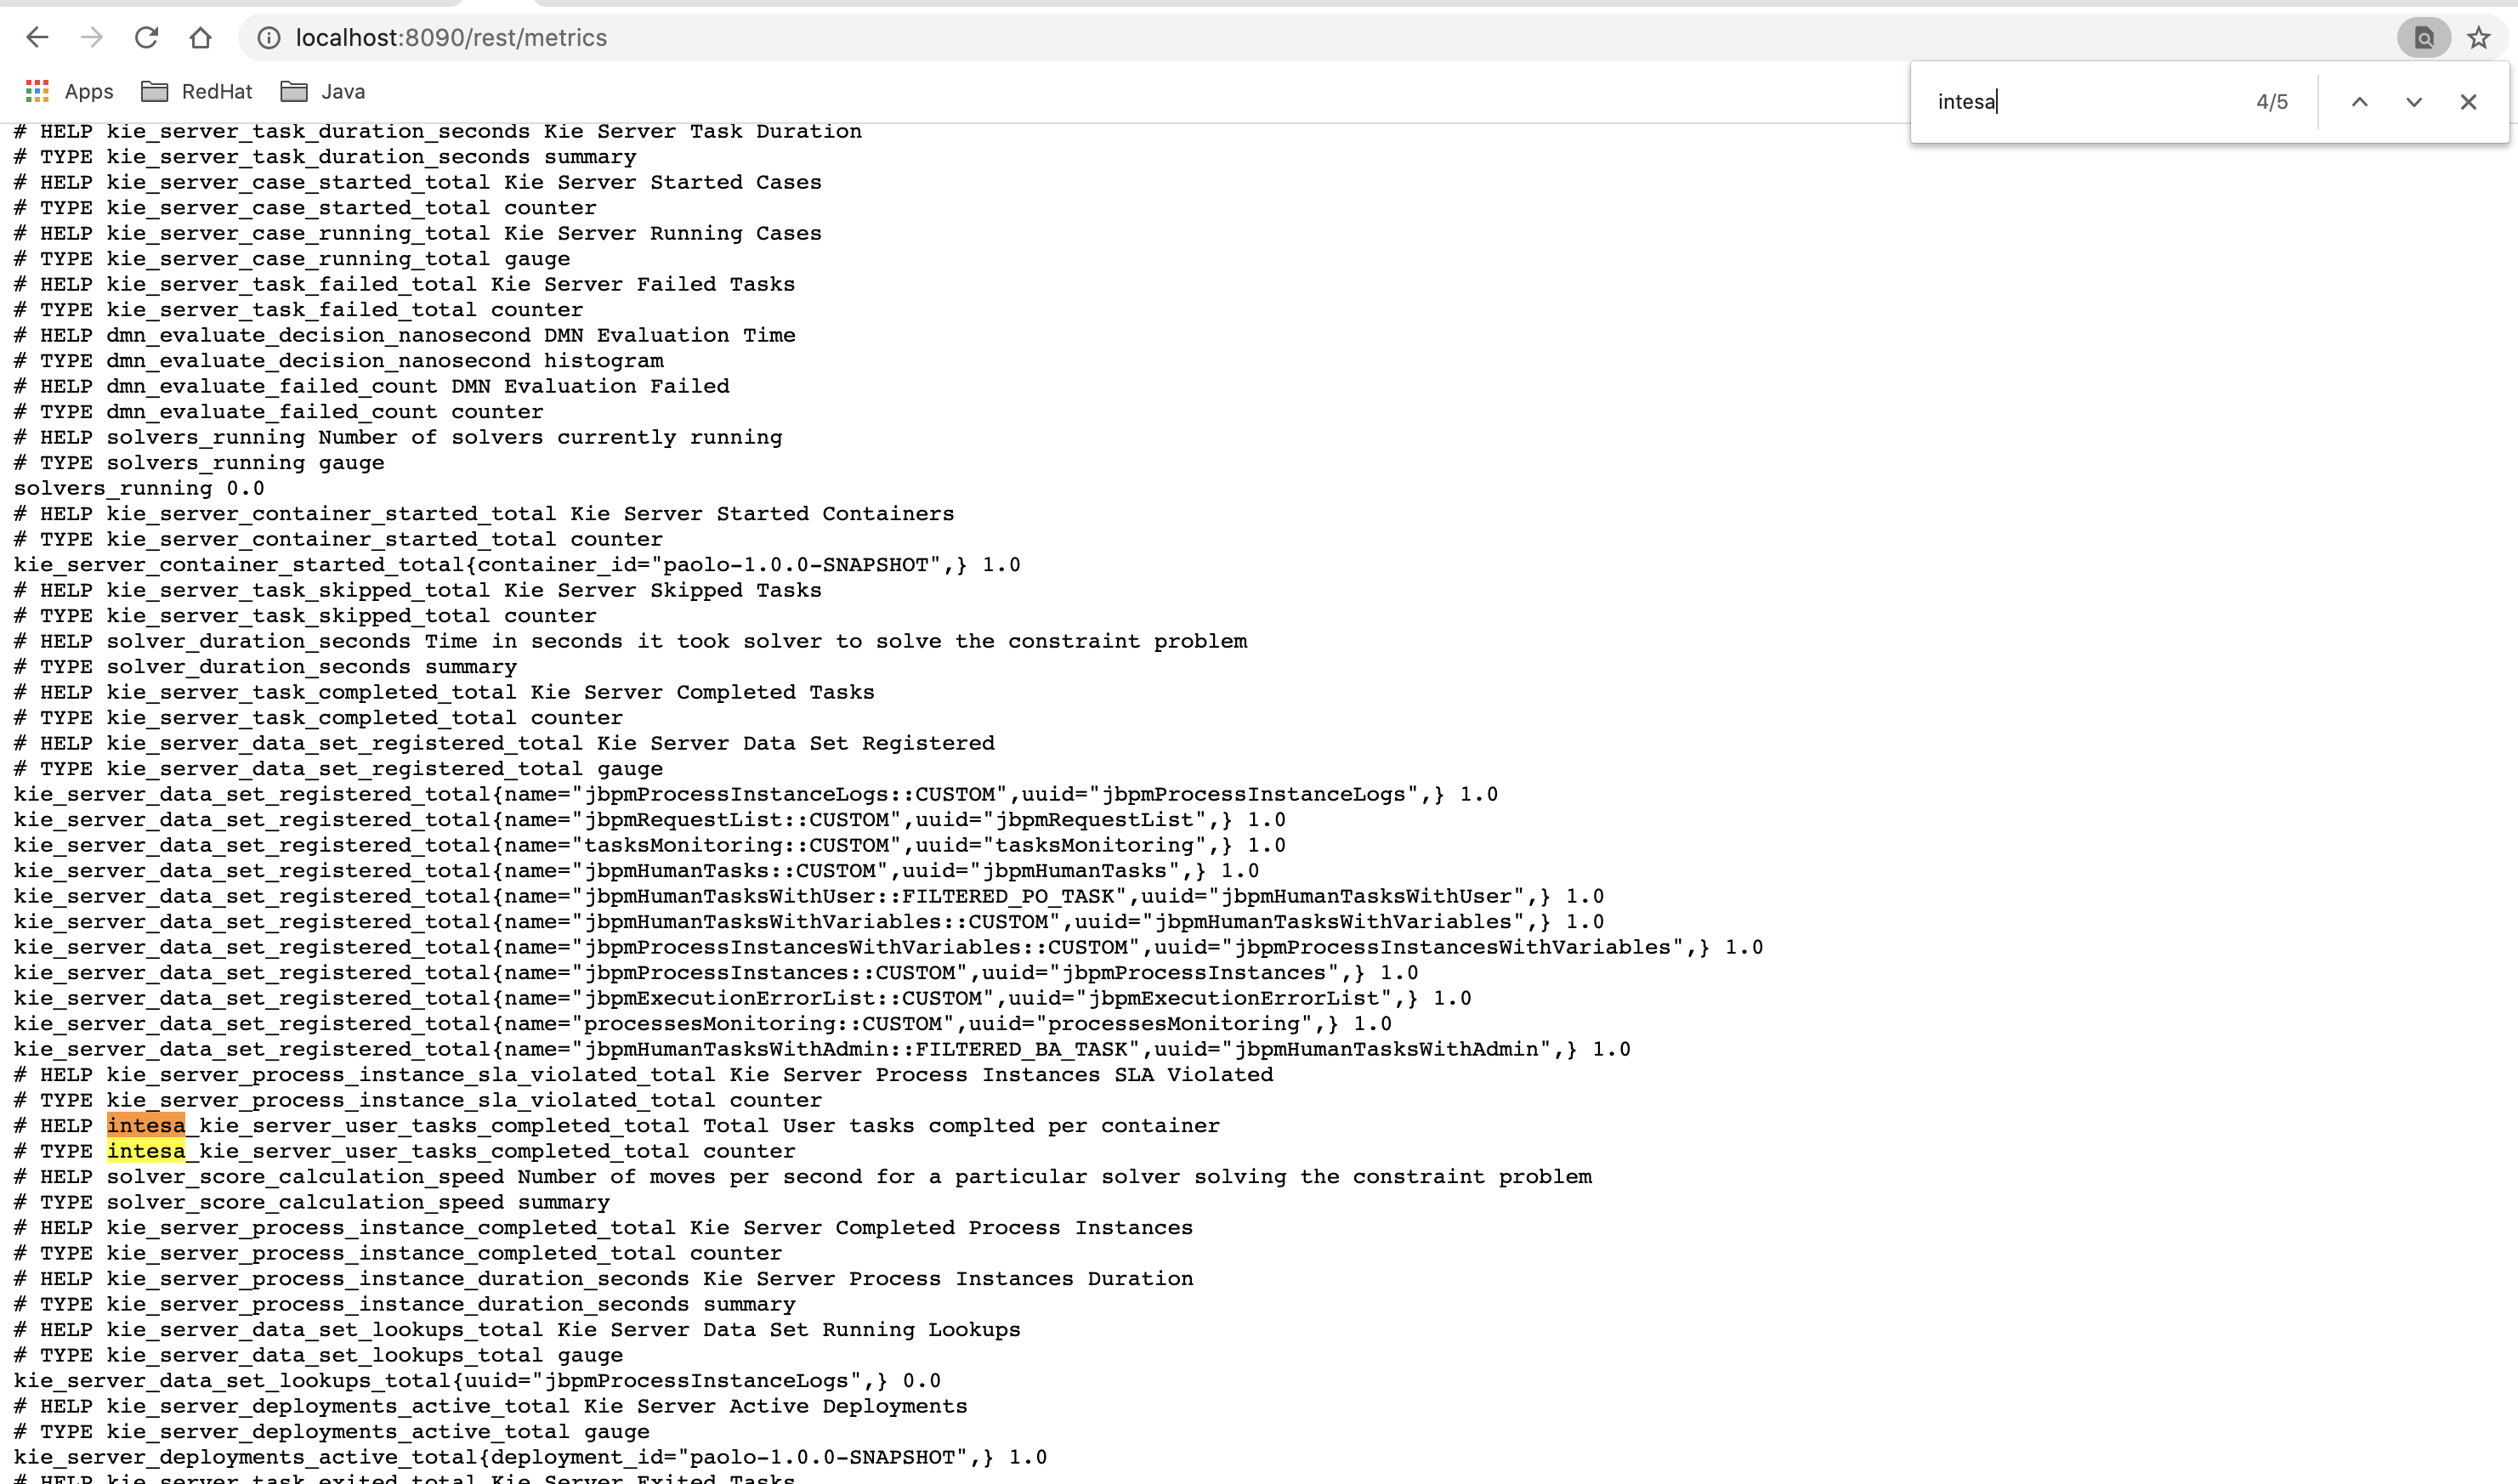 localhost:8090/rest/metrics
Apps RedHat Java
intesa 4/5
# HELP kie_server_task_duration_seconds Kie Server Task Duration
# TYPE kie_server_task_duration_seconds summary
# HELP kie_server_case_started_total Kie Server Started Cases
# TYPE kie_server_case_started_total counter
# HELP kie_server_case_running_total Kie Server Running Cases
# TYPE kie_server_case_running_total gauge
# HELP kie_server_task_failed_total Kie Server Failed Tasks
# TYPE kie_server_task_failed_total counter
# HELP dmn_evaluate_decision_nanosecond DMN Evaluation Time
# TYPE dmn_evaluate_decision_nanosecond histogram
# HELP dmn_evaluate_failed_count DMN Evaluation Failed
# TYPE dmn_evaluate_failed_count counter
# HELP solvers_running Number of solvers currently running
# TYPE solvers_running gauge
solvers_running 0.0
# HELP kie_server_container_started_total Kie Server Started Containers
# TYPE kie_server_container_started_total counter
kie_server_container_started_total{container_id="paolo-1.0.0-SNAPSHOT",} 1.0
# HELP kie_server_task_skipped_total Kie Server Skipped Tasks
# TYPE kie_server_task_skipped_total counter
# HELP solver_duration_seconds Time in seconds it took solver to solve the constraint problem
# TYPE solver_duration_seconds summary
# HELP kie_server_task_completed_total Kie Server Completed Tasks
# TYPE kie_server_task_completed_total counter
# HELP kie_server_data_set_registered_total Kie Server Data Set Registered
# TYPE kie_server_data_set_registered_total gauge
kie_server_data_set_registered_total{name="jbpmProcessInstanceLogs::CUSTOM",uuid="jbpmProcessInstanceLogs",} 1.0
kie_server_data_set_registered_total{name="jbpmRequestList::CUSTOM",uuid="jbpmRequestList",} 1.0
kie_server_data_set_registered_total{name="tasksMonitoring::CUSTOM",uuid="tasksMonitoring",} 1.0
kie_server_data_set_registered_total{name="jbpmHumanTasks::CUSTOM",uuid="jbpmHumanTasks",} 1.0
kie_server_data_set_registered_total{name="jbpmHumanTasksWithUser::FILTERED_PO_TASK",uuid="jbpmHumanTasksWithUser",} 1.0
kie_server_data_set_registered_total{name="jbpmHumanTasksWithVariables::CUSTOM",uuid="jbpmHumanTasksWithVariables",} 1.0
kie_server_data_set_registered_total{name="jbpmProcessInstancesWithVariables::CUSTOM",uuid="jbpmProcessInstancesWithVariables",} 1.0
kie_server_data_set_registered_total{name="jbpmProcessInstances::CUSTOM",uuid="jbpmProcessInstances",} 1.0
kie_server_data_set_registered_total{name="jbpmExecutionErrorList::CUSTOM",uuid="jbpmExecutionErrorList",} 1.0
kie_server_data_set_registered_total{name="processesMonitoring::CUSTOM",uuid="processesMonitoring",} 1.0
kie_server_data_set_registered_total{name="jbpmHumanTasksWithAdmin::FILTERED_BA_TASK",uuid="jbpmHumanTasksWithAdmin",} 1.0
# HELP kie_server_process_instance_sla_violated_total Kie Server Process Instances SLA Violated
# TYPE kie_server_process_instance_sla_violated_total counter
# HELP intesa_kie_server_user_tasks_completed_total Total User tasks complted per container
# TYPE intesa_kie_server_user_tasks_completed_total counter
# HELP solver_score_calculation_speed Number of moves per second for a particular solver solving the constraint problem
# TYPE solver_score_calculation_speed summary
# HELP kie_server_process_instance_completed_total Kie Server Completed Process Instances
# TYPE kie_server_process_instance_completed_total counter
# HELP kie_server_process_instance_duration_seconds Kie Server Process Instances Duration
# TYPE kie_server_process_instance_duration_seconds summary
# HELP kie_server_data_set_lookups_total Kie Server Data Set Running Lookups
# TYPE kie_server_data_set_lookups_total gauge
kie_server_data_set_lookups_total{uuid="jbpmProcessInstanceLogs",} 0.0
# HELP kie_server_deployments_active_total Kie Server Active Deployments
# TYPE kie_server_deployments_active_total gauge
kie_server_deployments_active_total{deployment_id="paolo-1.0.0-SNAPSHOT",} 1.0
# HELP kie_server_task_exited_total Kie Server Exited Tasks